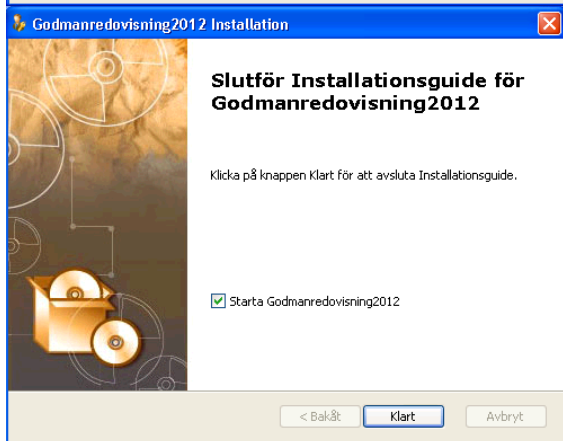 Godmanredovisning2012 Installation
Slutför Installationsguide för
Godmanredovisning2012
Klicka på knappen Klart för att avsluta Installationsguide.
Starta Godmanredovisning2012
< Bakåt
Klart
Avbryt